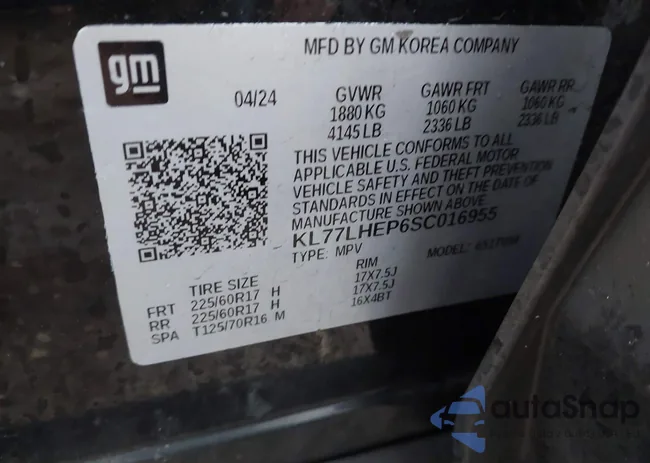 gm
MFD BY GM KOREA COMPANY
04/24
GVWR GAWR FRT GAWR RR
1880 KG 1060 KG 1060 KG
4145 LB 2336 LB 2336 LB
THIS VEHICLE CONFORMS TO ALL
APPLICABLE U.S. FEDERAL MOTOR
VEHICLE SAFETY AND THEFT PREVENTION
STANDARDS IN EFFECT ON THE DATE OF
MANUFACTURE SHOWN ABOVE.
KL77LHEP6SC016955
TYPE: MPV MODEL:
TIRE SIZE RIM
FRT 225/60R17 H 17X7.5J
RR 225/60R17 H 17X7.5J
SPA T125/70R16 M 16X4BT
autoSnap